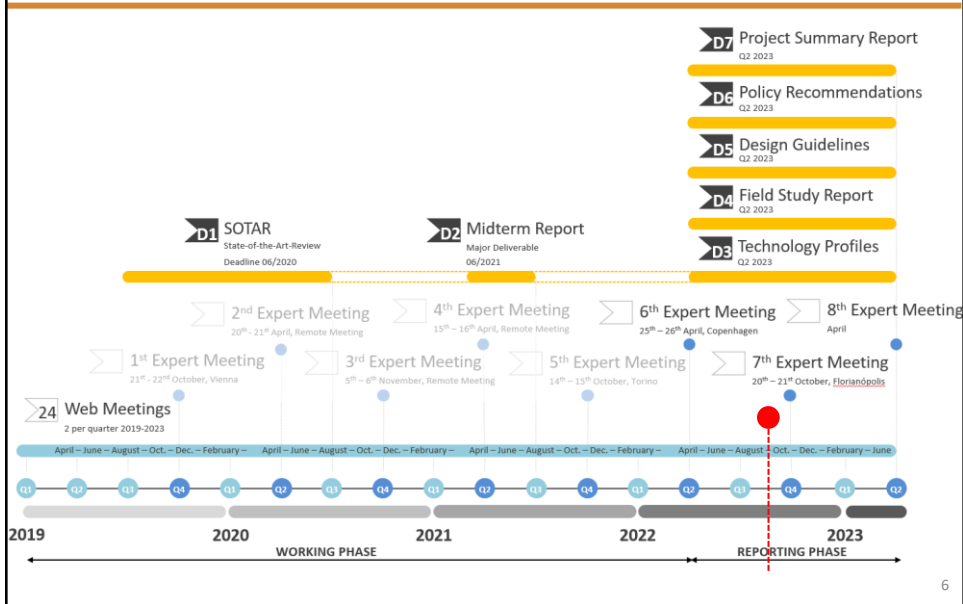 D7 Project Summary Report
Q2 2023
D6 Policy Recommendations
Q2 2023
D5 Design Guidelines
Q2 2023
D4 Field Study Report
Q2 2023
D3 Technology Profiles
Q2 2023
D1 SOTAR
State-of-the-Art-Review
Deadline 06/2020
D2 Midterm Report
Major Deliverable
06/2021
2nd Expert Meeting
20th - 21st April, Remote Meeting
4th Expert Meeting
15th – 16th April, Remote Meeting
6th Expert Meeting
25th – 26th April, Copenhagen
8th Expert Meeting
April
1st Expert Meeting
21st - 22nd October, Vienna
3rd Expert Meeting
5th – 6th November, Remote Meeting
5th Expert Meeting
14th – 15th October, Torino
7th Expert Meeting
20th – 21st October, Florianópolis
24 Web Meetings
2 per quarter 2019-2023
April – June – August – Oct. – Dec. – February – April – June – August – Oct. – Dec. – February – April – June – August – Oct. – Dec. – February – April – June – August – Oct. – Dec. – February – June
Q1 Q2 Q3 Q4 Q1 Q2 Q3 Q4 Q1 Q2 Q3 Q4 Q1 Q2 Q3 Q4 Q1 Q2
2019 2020 2021 2022 2023
WORKING PHASE REPORTING PHASE
6